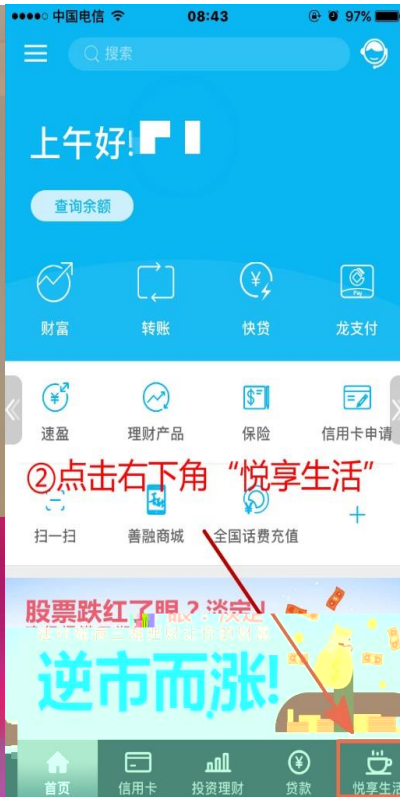 中国电信 08:43 97%
搜索
上午好!
查询余额
财富 转账 快贷 龙支付
Pay
速盈 理财产品 保险 信用卡申请
②点击右下角“悦享生活”
扫一扫 善融商城 全国话费充值
股票跌红了眼？淡定！
逆市而涨!
首页 信用卡 投资理财 贷款 悦享生活